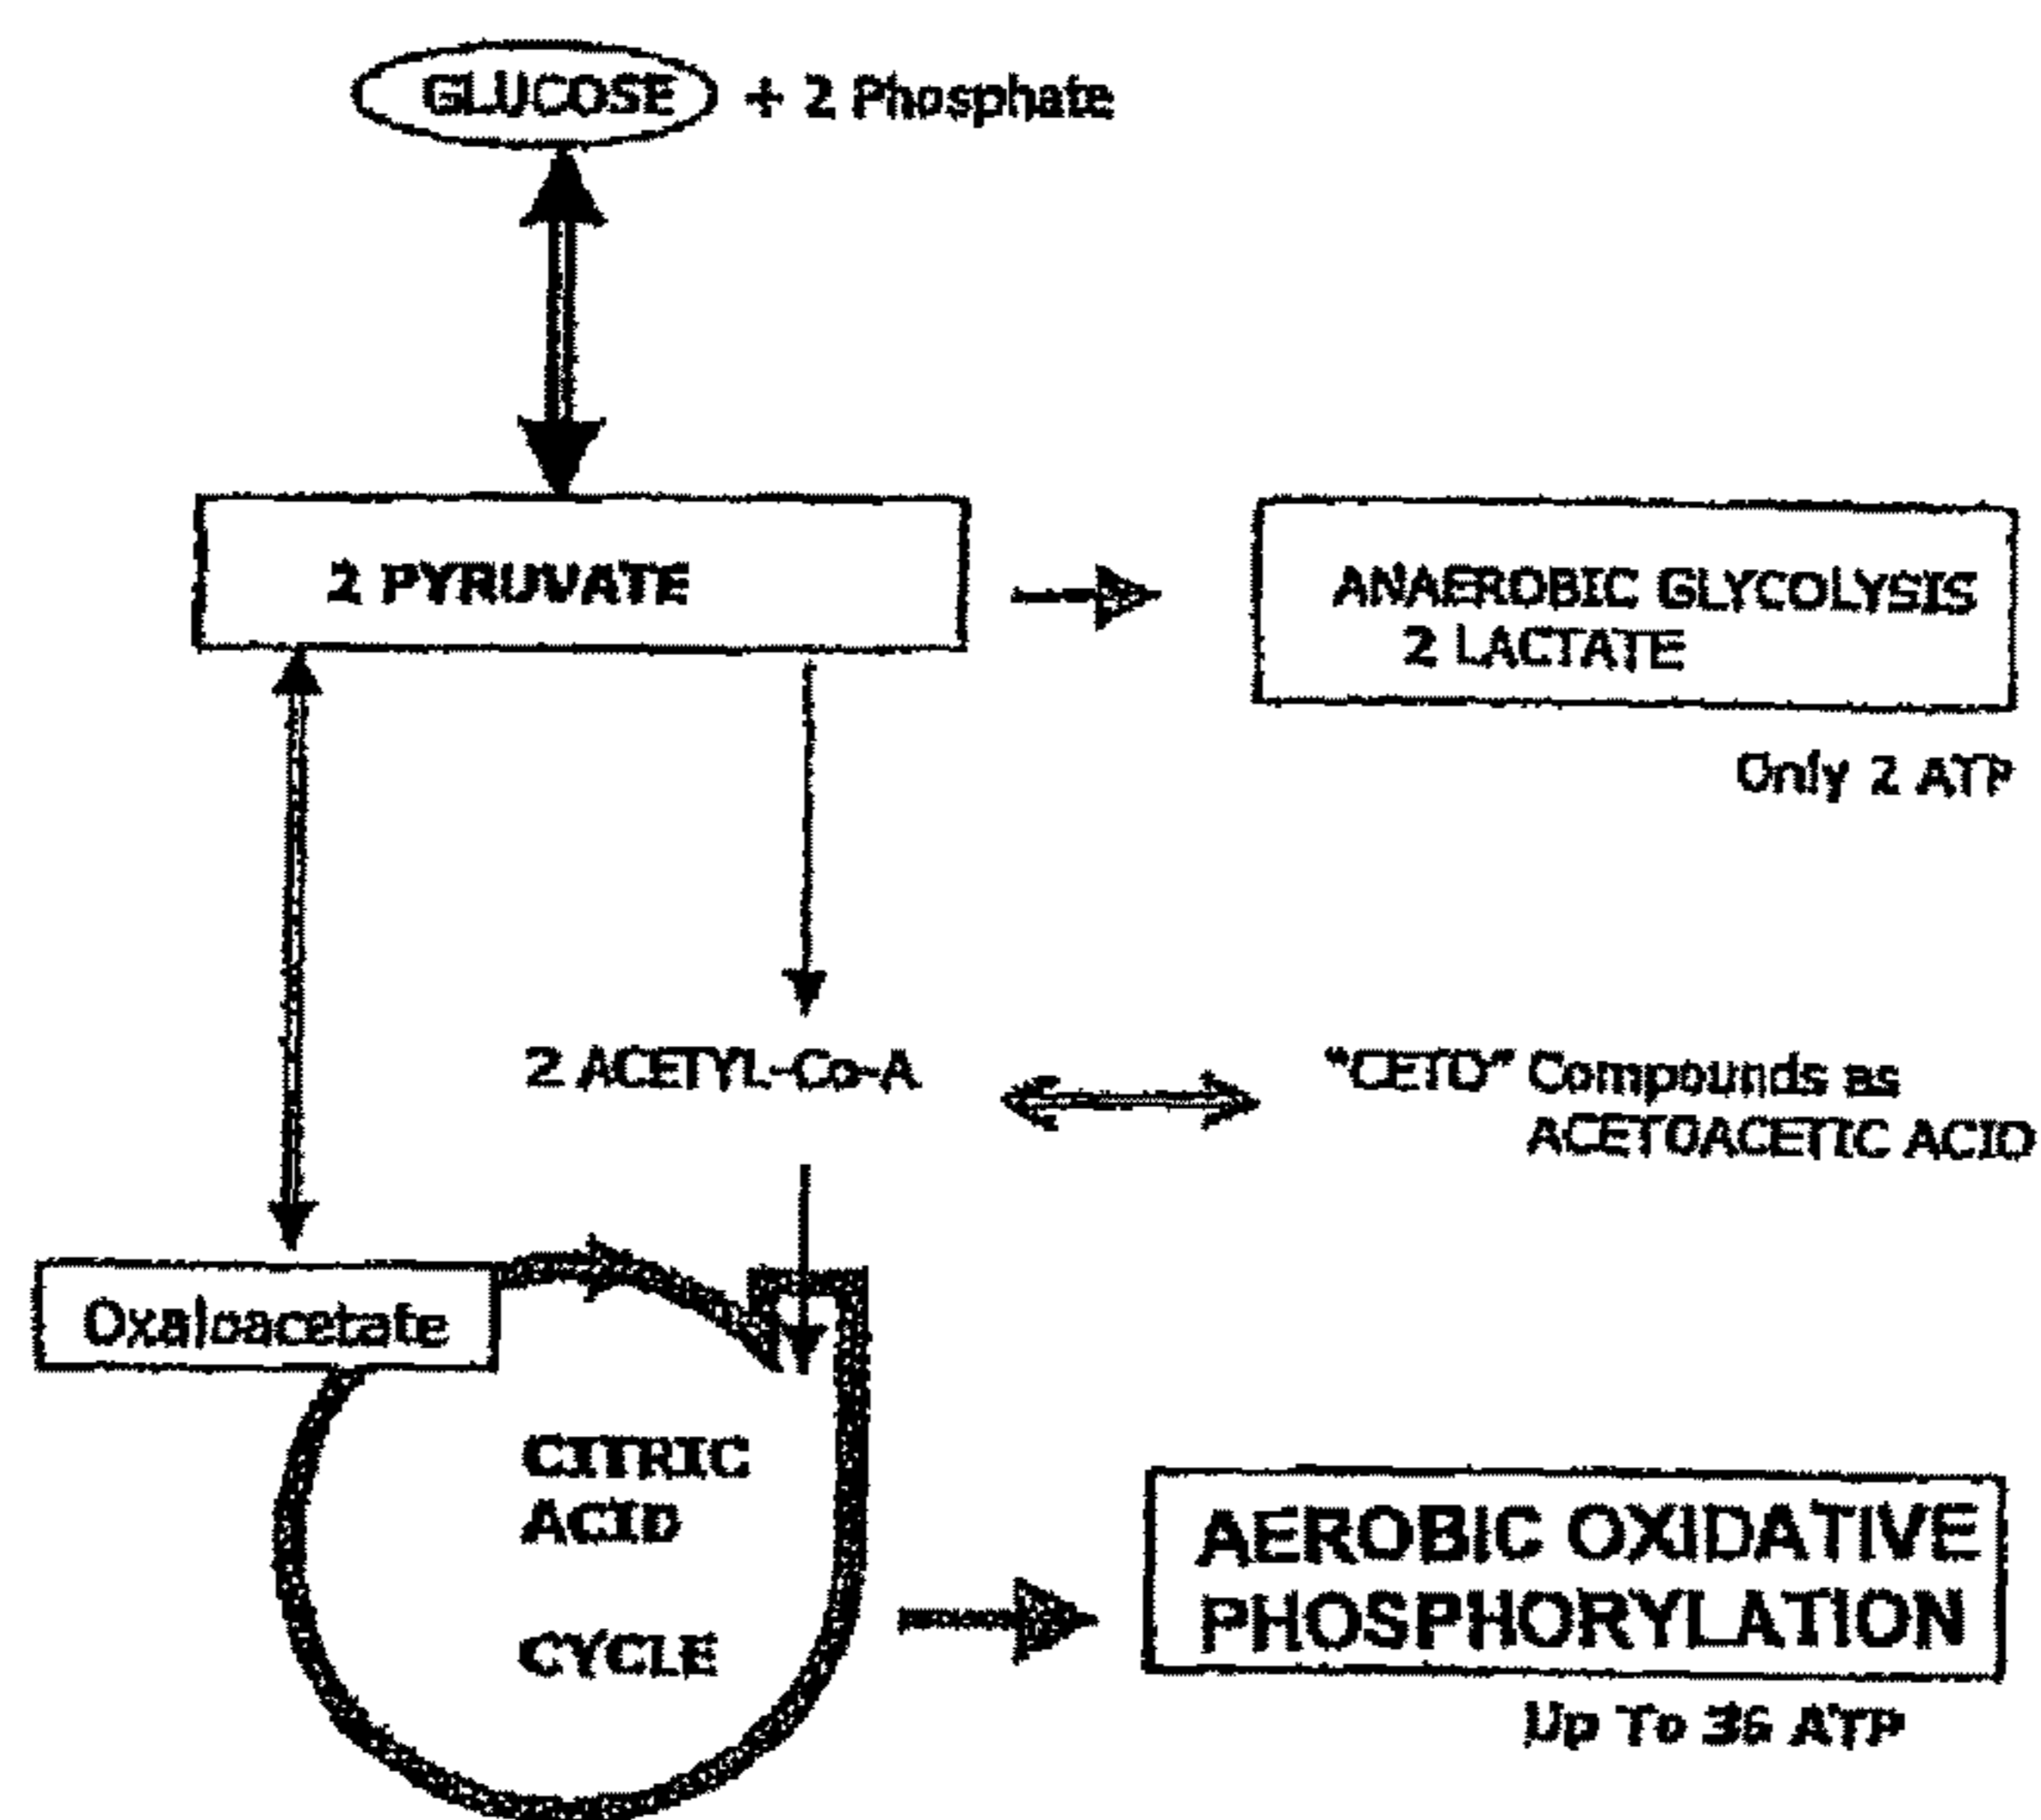 GLUCOSE + 2 Phosphate
2 PYRUVATE
ANAEROBIC GLYCOLYSIS
2 LACTATE
Only 2 ATP
2 ACETYL-Co-A
"CETO" Compounds as
ACETOACETIC ACID
Oxaloacetate
CITRIC
ACID
CYCLE
AEROBIC OXIDATIVE
PHOSPHORYLATION
Up To 36 ATP